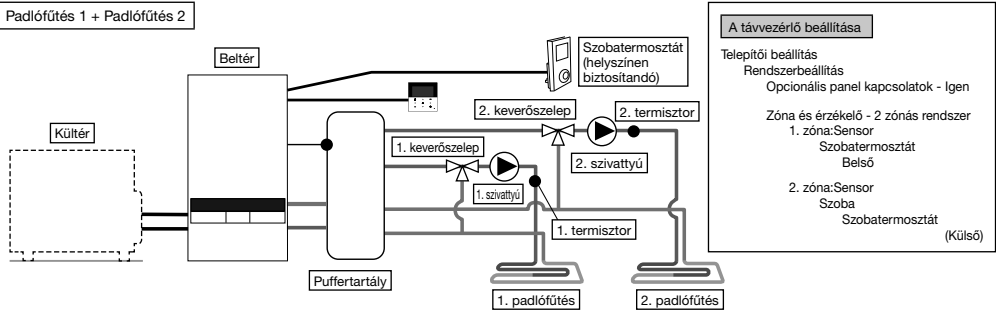 Padlófűtés 1 + Padlófűtés 2
Beltér
Szobatermosztát
(helyszínen
biztosítandó)
Kültér
2. keverőszelep
2. termisztor
1. keverőszelep
2. szivattyú
1. szivattyú
1. termisztor
Puffertartály
1. padlófűtés
2. padlófűtés
A távvezérlő beállítása
Telepítői beállítás
Rendszerbeállítás
Opcionális panel kapcsolatok - Igen
Zóna és érzékelő - 2 zónás rendszer
1. zóna:Sensor
Szobatermosztát
Belső
2. zóna:Sensor
Szoba
Szobatermosztát
(Külső)